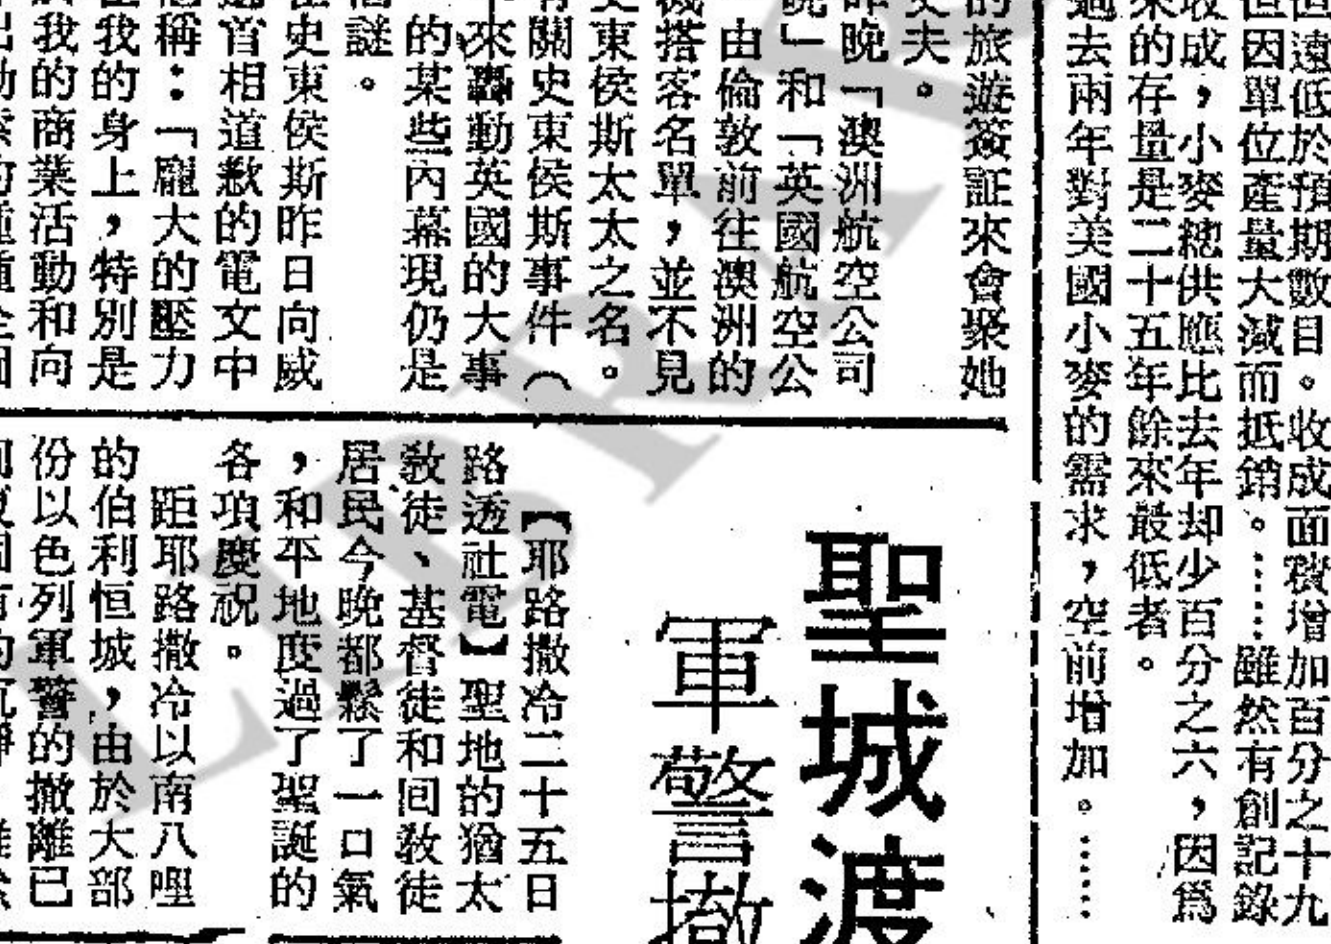 但遠低於預期數目。收成面積增加百分之十九
但因單位產量大減而抵銷。……雖然有創記錄
收成，小麥總供應比去年却少百分之六，因爲
來的存量是二十五年餘來最低者。
過去兩年對美國小麥的需求，空前增加。……
的旅遊簽証來會聚她
丈夫。
昨晚「澳洲航空公司
」和「英國航空公
由倫敦前往澳洲的
機搭客名單，並不見
史東侯斯太太之名。
有關史東侯斯事件（
來轟動英國的大事
的某些內幕現仍是
謎。
史東侯斯昨日向威
首相道歉的電文中
稱：「龐大的壓力
在我的身上，特別是
於我的商業活動和向
聖城渡
軍警撤
【耶路撒冷二十五日
路透社電】聖地的猶太
教徒、基督徒和回教徒
居民今晚都鬆了一口氣
，和平地度過了聖誕的
各項慶祝。
距耶路撒冷以南八哩
的伯利恒城，由於大部
份以色列軍警的撤離已